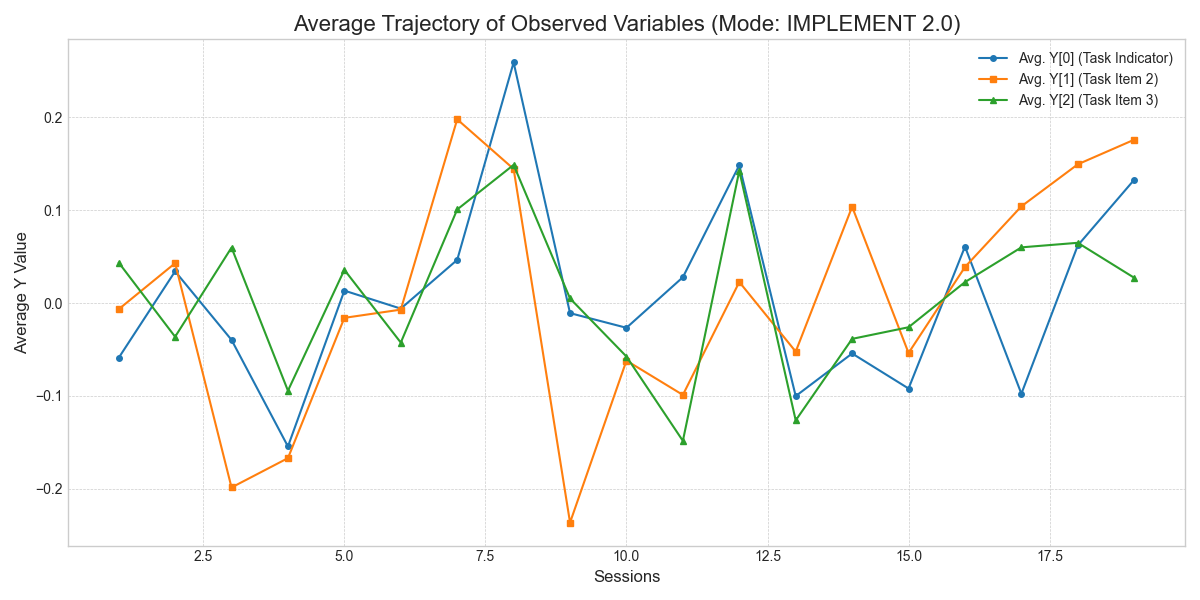 Average Trajectory of Observed Variables (Mode: IMPLEMENT 2.0)
Avg. Y[0] (Task Indicator)
Avg. Y[1] (Task Item 2)
Avg. Y[2] (Task Item 3)
Average Y Value
0.2
0.1
0.0
−0.1
−0.2
2.5 5.0 7.5 10.0 12.5 15.0 17.5
Sessions